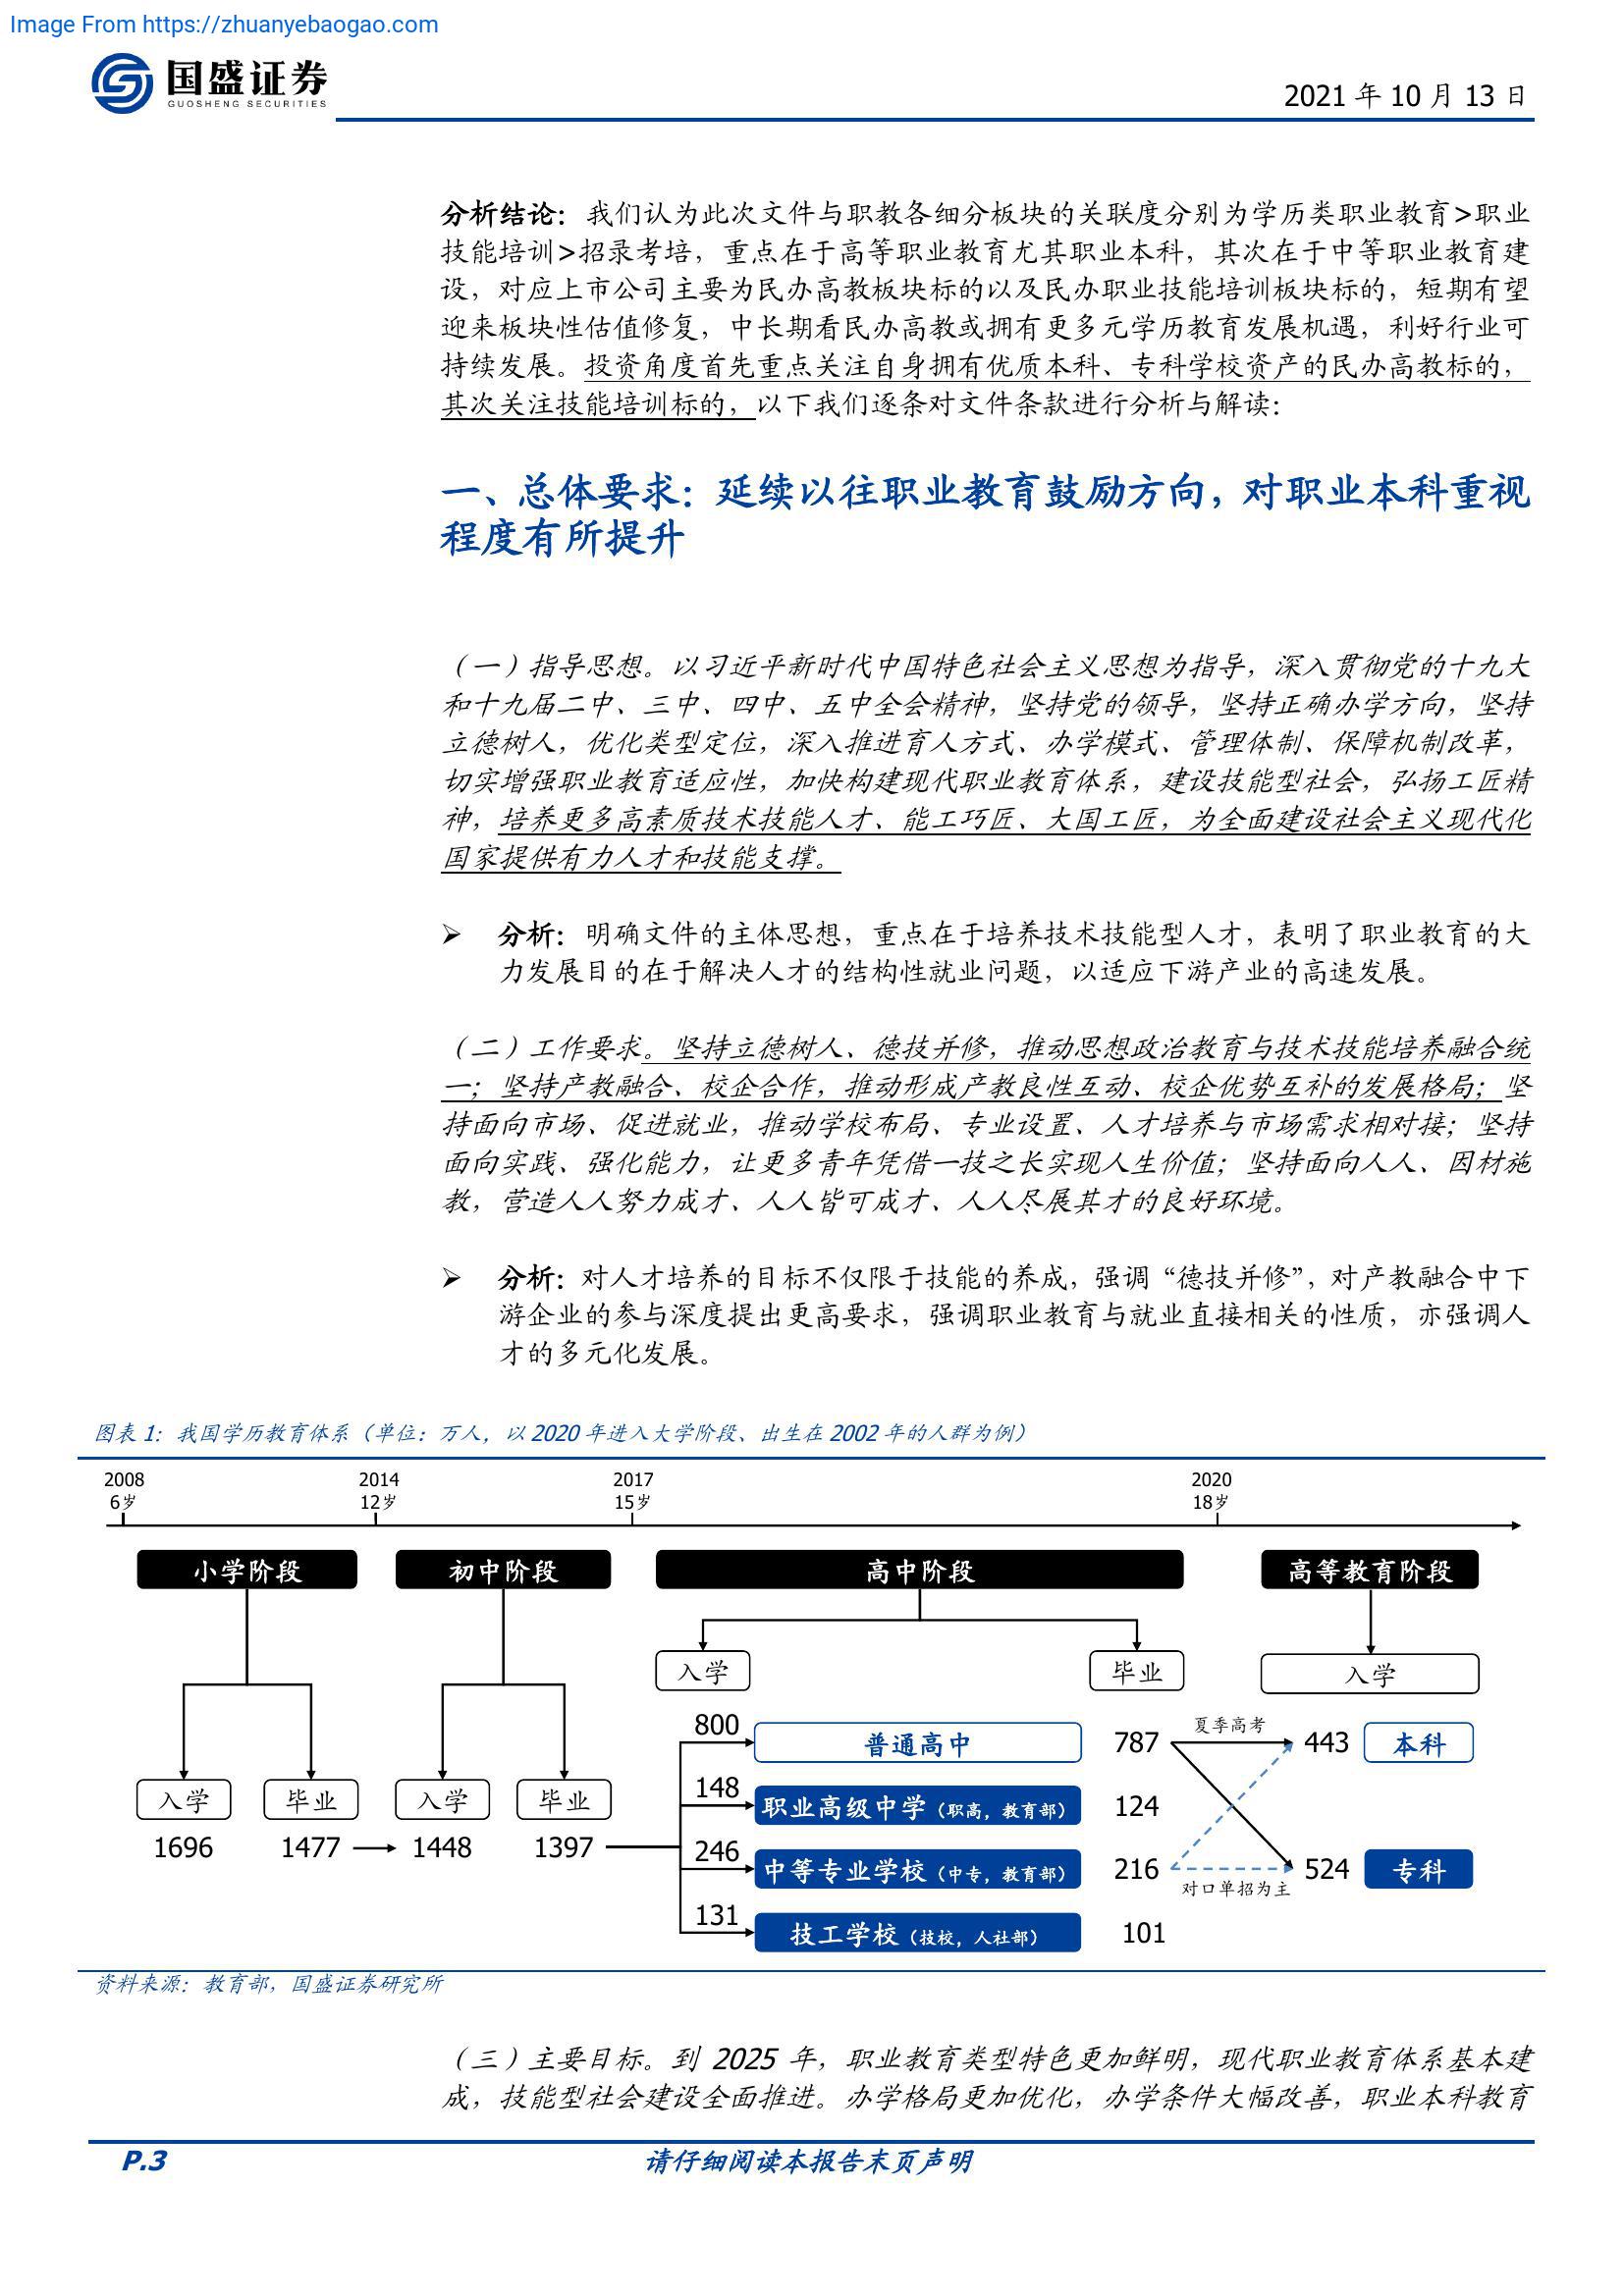 Image From https://zhuanyebaogao.com
国盛证券
GUOSHENG SECURITIES
2021 年 10 月 13 日
分析结论：我们认为此次文件与职教各细分板块的关联度分别为学历类职业教育>职业
技能培训>招录考培，重点在于高等职业教育尤其职业本科，其次在于中等职业教育建
设，对应上市公司主要为民办高教板块标的以及民办职业技能培训板块标的，短期有望
迎来板块性估值修复，中长期看民办高教或拥有更多元学历教育发展机遇，利好行业可
持续发展。投资角度首先重点关注自身拥有优质本科、专科学校资产的民办高教标的，
其次关注技能培训标的，以下我们逐条对文件条款进行分析与解读：
一、总体要求：延续以往职业教育鼓励方向，对职业本科重视
程度有所提升
（一）指导思想。以习近平新时代中国特色社会主义思想为指导，深入贯彻党的十九大
和十九届二中、三中、四中、五中全会精神，坚持党的领导，坚持正确办学方向，坚持
立德树人，优化类型定位，深入推进育人方式、办学模式、管理体制、保障机制改革，
切实增强职业教育适应性，加快构建现代职业教育体系，建设技能型社会，弘扬工匠精
神，培养更多高素质技术技能人才、能工巧匠、大国工匠，为全面建设社会主义现代化
国家提供有力人才和技能支撑。
➢ 分析：明确文件的主体思想，重点在于培养技术技能型人才，表明了职业教育的大
力发展目的在于解决人才的结构性就业问题，以适应下游产业的高速发展。
（二）工作要求。坚持立德树人、德技并修，推动思想政治教育与技术技能培养融合统
一；坚持产教融合、校企合作，推动形成产教良性互动、校企优势互补的发展格局；坚
持面向市场、促进就业，推动学校布局、专业设置、人才培养与市场需求相对接；坚持
面向实践、强化能力，让更多青年凭借一技之长实现人生价值；坚持面向人人、因材施
教，营造人人努力成才、人人皆可成才、人人尽展其才的良好环境。
➢ 分析：对人才培养的目标不仅限于技能的养成，强调“德技并修”，对产教融合中下
游企业的参与深度提出更高要求，强调职业教育与就业直接相关的性质，亦强调人
才的多元化发展。
图表 1：我国学历教育体系（单位：万人，以 2020 年进入大学阶段、出生在 2002 年的人群为例）
2008 2014 2017 2020
6岁 12岁 15岁 18岁
小学阶段 初中阶段 高中阶段 高等教育阶段
入学 毕业 入学
800 普通高中 787 夏季高考 443 本科
148 职业高级中学（职高，教育部） 124
入学 毕业 入学 毕业
1696 1477 1448 1397
246 中等专业学校（中专，教育部） 216 对口单招为主 524 专科
131 技工学校（技校，人社部） 101
资料来源：教育部，国盛证券研究所
（三）主要目标。到 2025 年，职业教育类型特色更加鲜明，现代职业教育体系基本建
成，技能型社会建设全面推进。办学格局更加优化，办学条件大幅改善，职业本科教育
P.3 请仔细阅读本报告末页声明